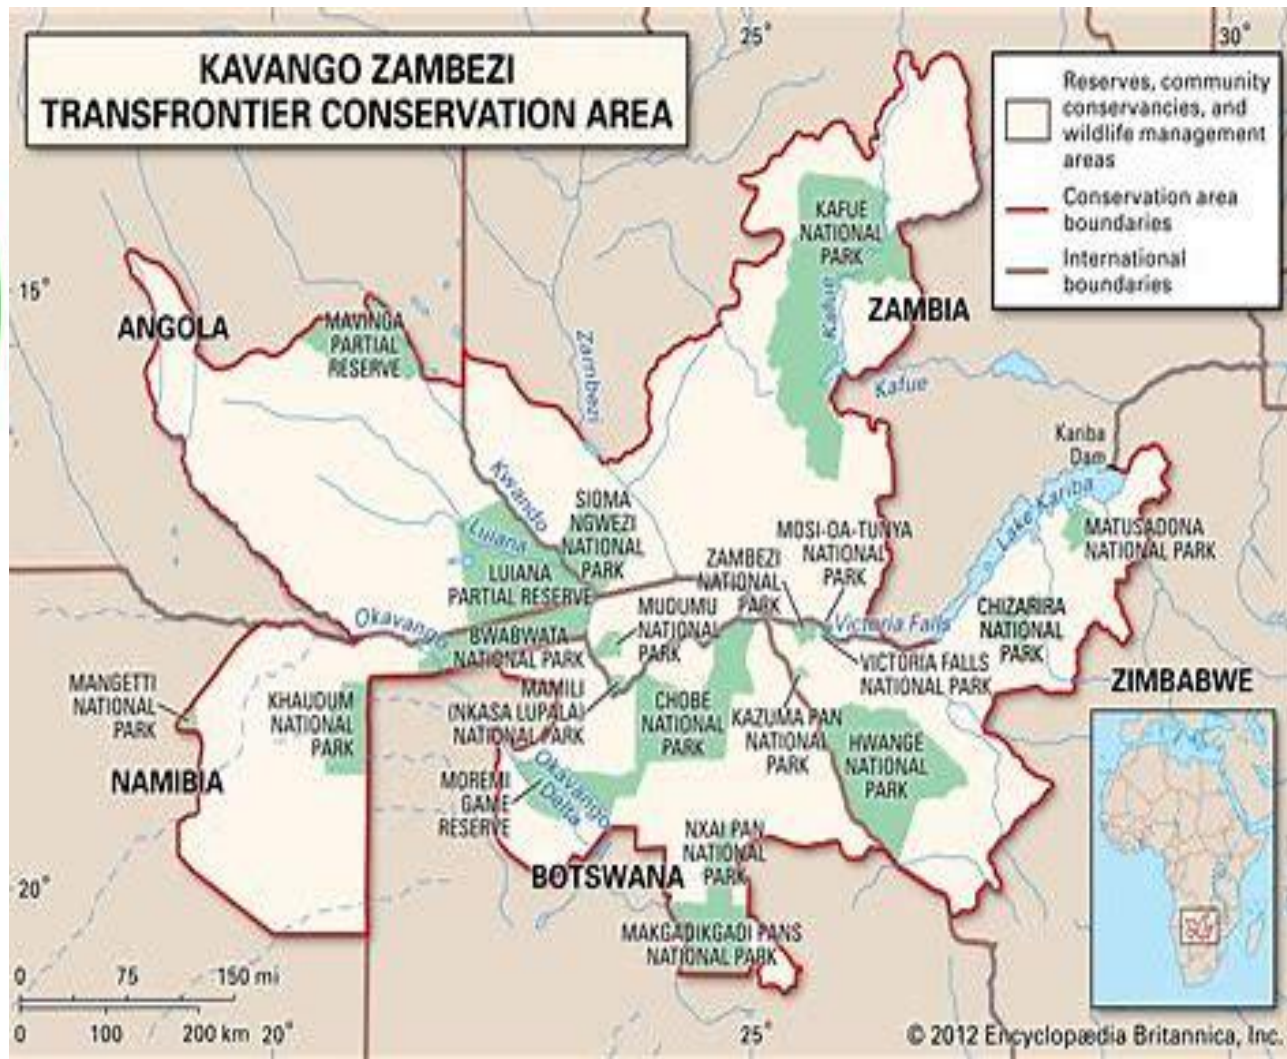 KAVANGO ZAMBEZI
TRANSFRONTIER CONSERVATION AREA
25°
30°
Reserves, community
conservancies, and
wildlife management
areas
Conservation area
boundaries
International
boundaries
KAFUE
NATIONAL
PARK
Kafue
ZAMBIA
15°
ANGOLA
MAVINGA
PARTIAL
RESERVE
Zambezi
Kafue
Kariba
Dam
Lake Kariba
Kwando
Luiana
SIOMA
NGWEZI
NATIONAL
PARK
LUIANA
PARTIAL RESERVE
MOSI-OA-TUNYA
NATIONAL
PARK
ZAMBEZI
NATIONAL
PARK
MATUSADONA
NATIONAL PARK
Okavango
BWABWATA
NATIONAL PARK
MUDUMU
NATIONAL
PARK
Victoria Falls
CHIZARIRA
NATIONAL
PARK
VICTORIA FALLS
NATIONAL PARK
ZIMBABWE
MANGETTI
NATIONAL
PARK
KHAUDUM
NATIONAL
PARK
MAMILI
(NKASA LUPALA)
NATIONAL PARK
CHOBE
NATIONAL
PARK
KAZUMA PAN
NATIONAL
PARK
HWANGE
NATIONAL
PARK
NAMIBIA
MOREMI
GAME
RESERVE
Okavango
Delta
NXAI PAN
NATIONAL
PARK
BOTSWANA
20°
MAKGADIKGADI PANS
NATIONAL PARK
0 75 150 mi
0 100 200 km
20°
25°
© 2012 Encyclopædia Britannica, Inc.